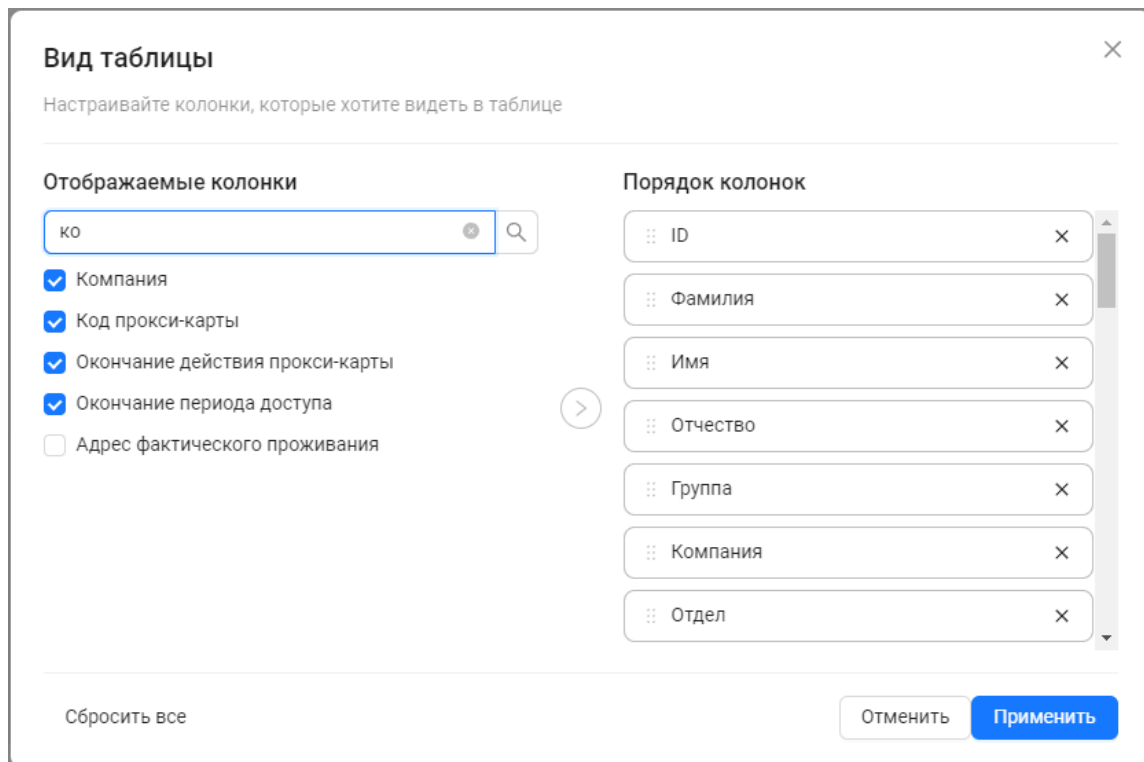 Вид таблицы
Настраивайте колонки, которые хотите видеть в таблице
Отображаемые колонки
ко
Компания
Код прокси-карты
Окончание действия прокси-карты
Окончание периода доступа
Адрес фактического проживания
Порядок колонок
ID
Фамилия
Имя
Отчество
Группа
Компания
Отдел
Сбросить все
Отменить
Применить